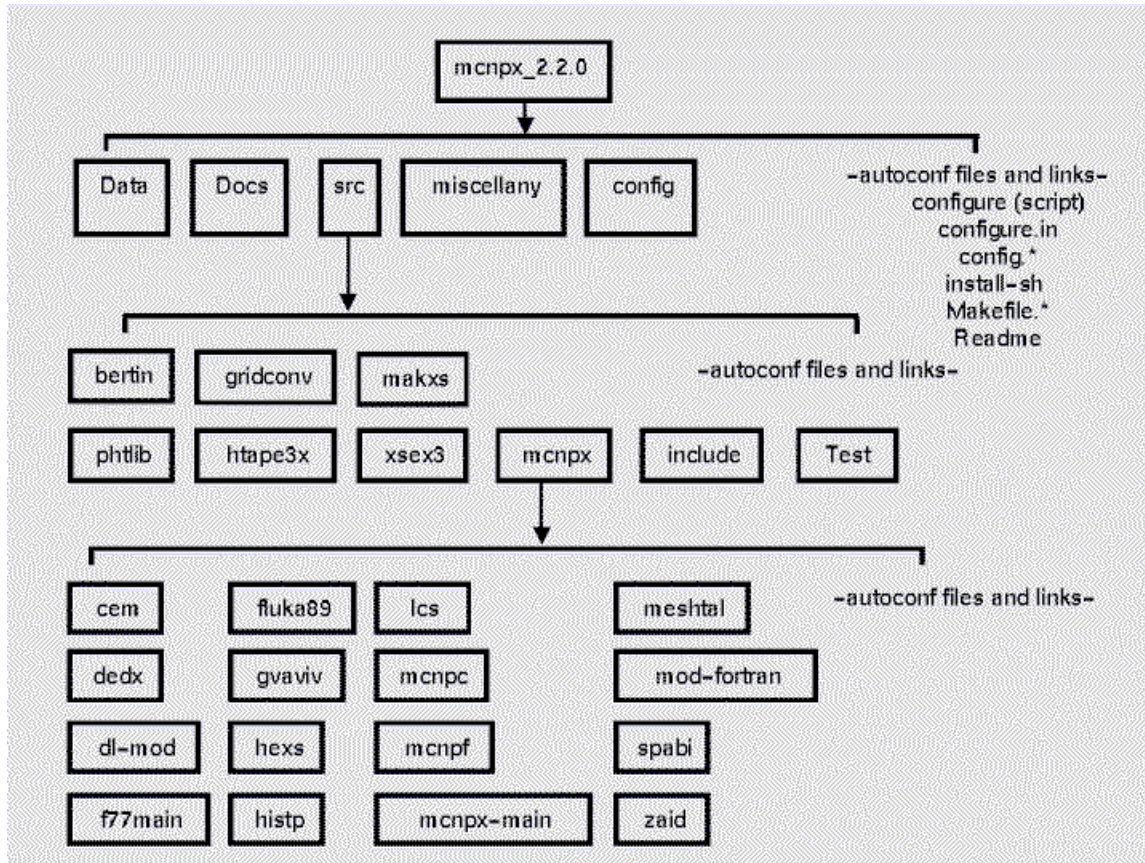 mcnpx_2.2.0
Data
Docs
src
miscellany
config
-autoconf files and links-
configure (script)
configure.in
config.*
install-sh
Makefile.*
Readme
bertin
gridconv
makxs
-autoconf files and links-
phtlib
htape3x
xsex3
mcnpx
include
Test
cem
fluka89
lcs
meshtal
-autoconf files and links-
dedx
gvaviv
mcnpc
mod-fortran
dl-mod
hexs
mcnpf
spabi
f77main
histp
mcnpx-main
zaid